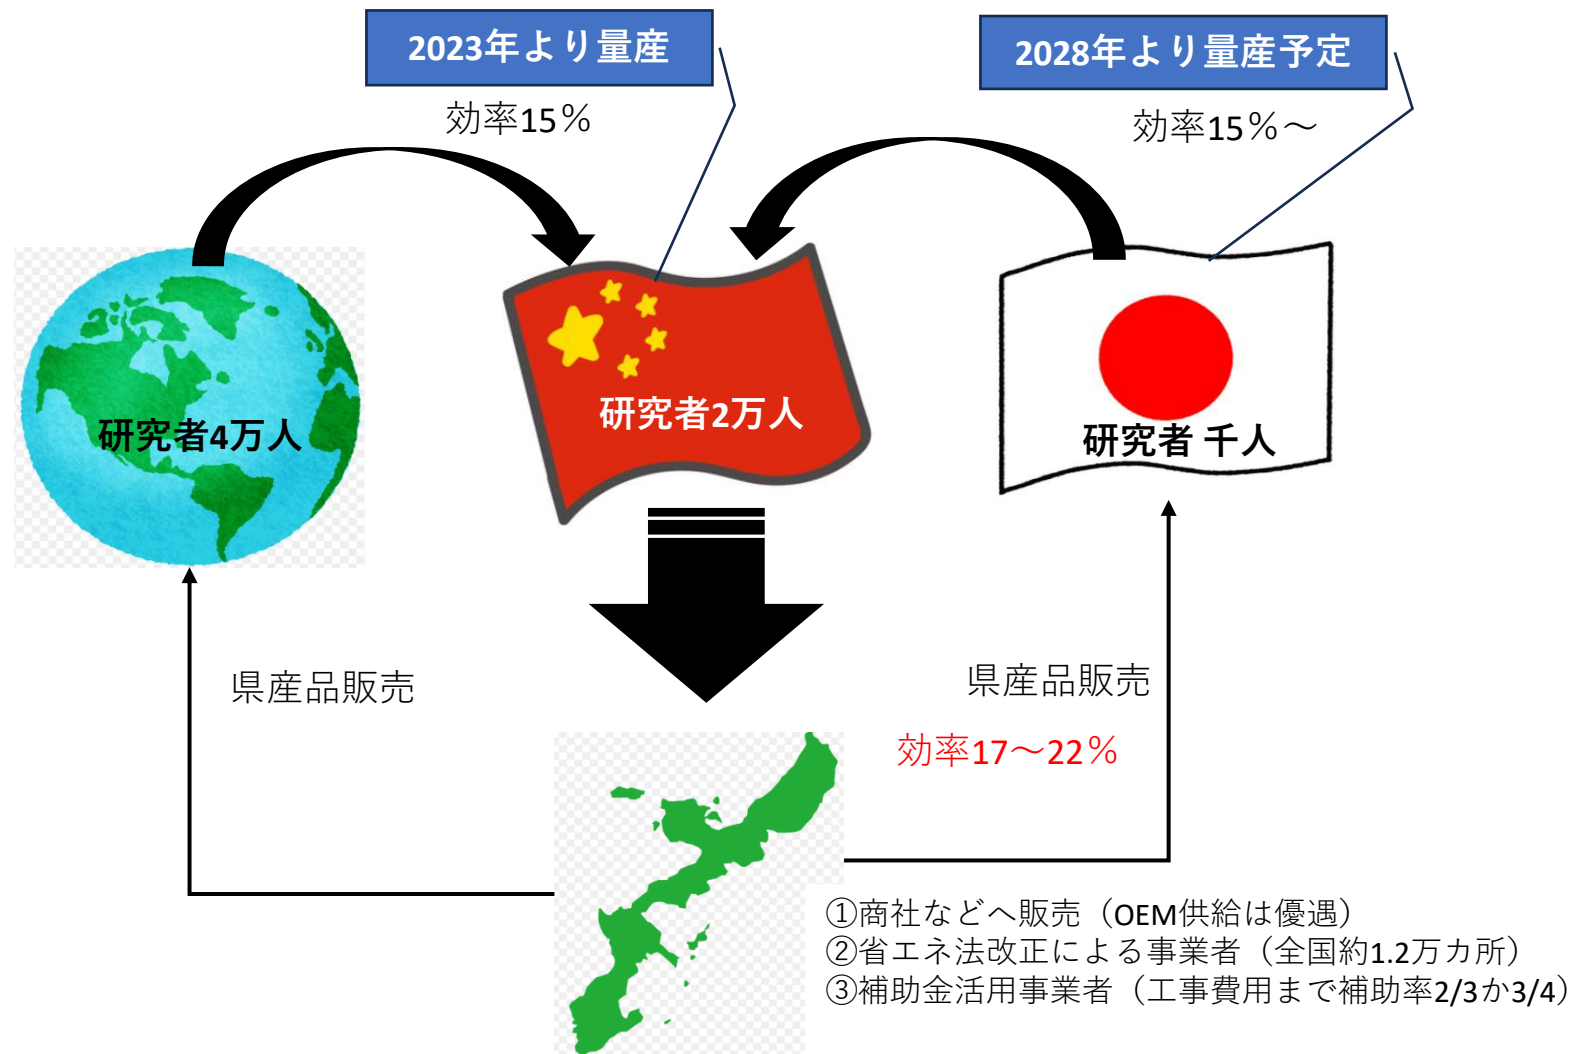 2023年より量産
2028年より量産予定
効率15％
効率15％～
研究者4万人
研究者2万人
研究者 千人
県産品販売
県産品販売
効率17～22％
①商社などへ販売（OEM供給は優遇）
②省エネ法改正による事業者（全国約1.2万カ所）
③補助金活用事業者（工事費用まで補助率2/3か3/4）